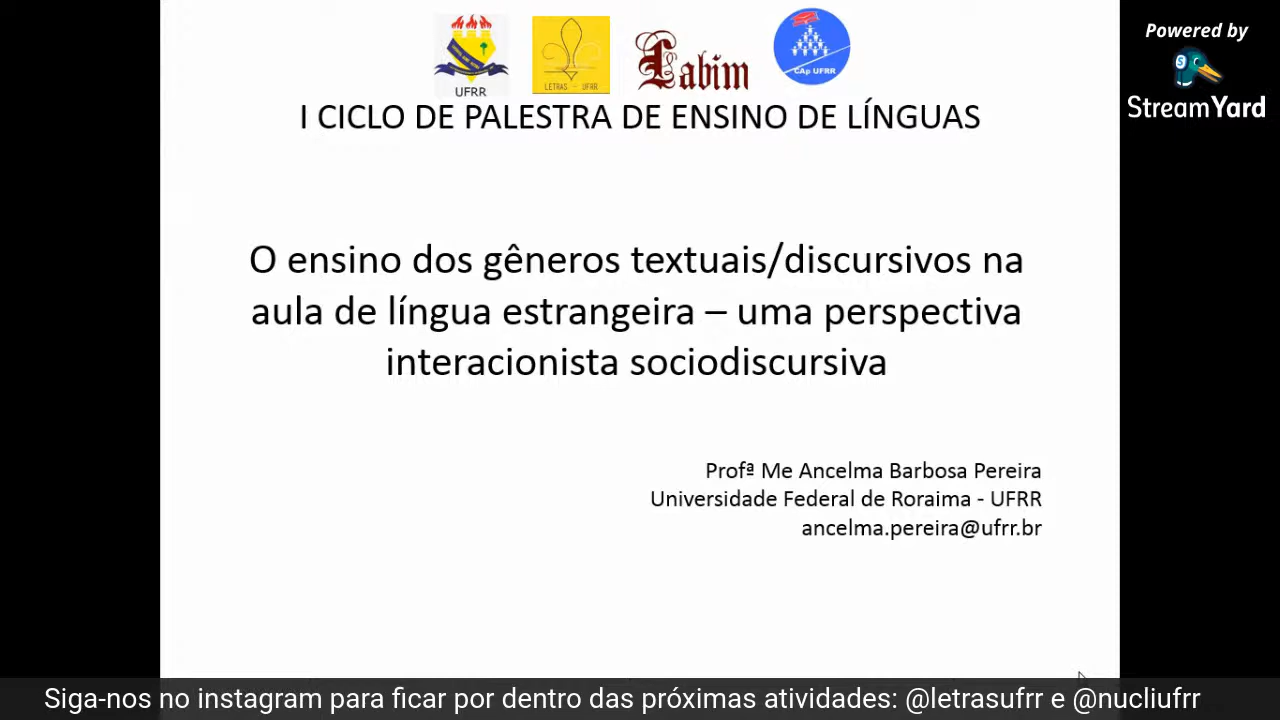 Powered by
StreamYard
UFRR
LETRAS - UFRR
Labim
CAp UFRR
I CICLO DE PALESTRA DE ENSINO DE LÍNGUAS
O ensino dos gêneros textuais/discursivos na
aula de língua estrangeira – uma perspectiva
interacionista sociodiscursiva
Profª Me Ancelma Barbosa Pereira
Universidade Federal de Roraima - UFRR
ancelma.pereira@ufrr.br
Siga-nos no instagram para ficar por dentro das próximas atividades: @letrasufrr e @nucliufrr